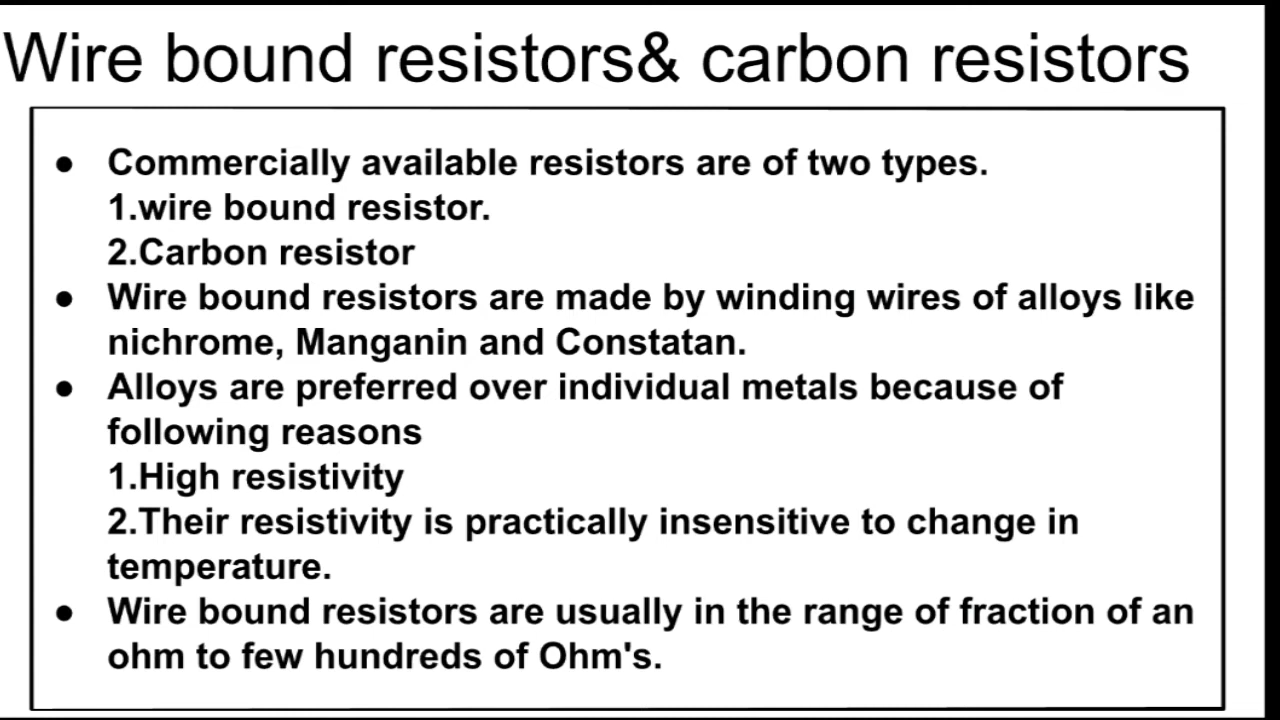 Wire bound resistors& carbon resistors
● Commercially available resistors are of two types.
1.wire bound resistor.
2.Carbon resistor
● Wire bound resistors are made by winding wires of alloys like
nichrome, Manganin and Constatan.
● Alloys are preferred over individual metals because of
following reasons
1.High resistivity
2.Their resistivity is practically insensitive to change in
temperature.
● Wire bound resistors are usually in the range of fraction of an
ohm to few hundreds of Ohm's.